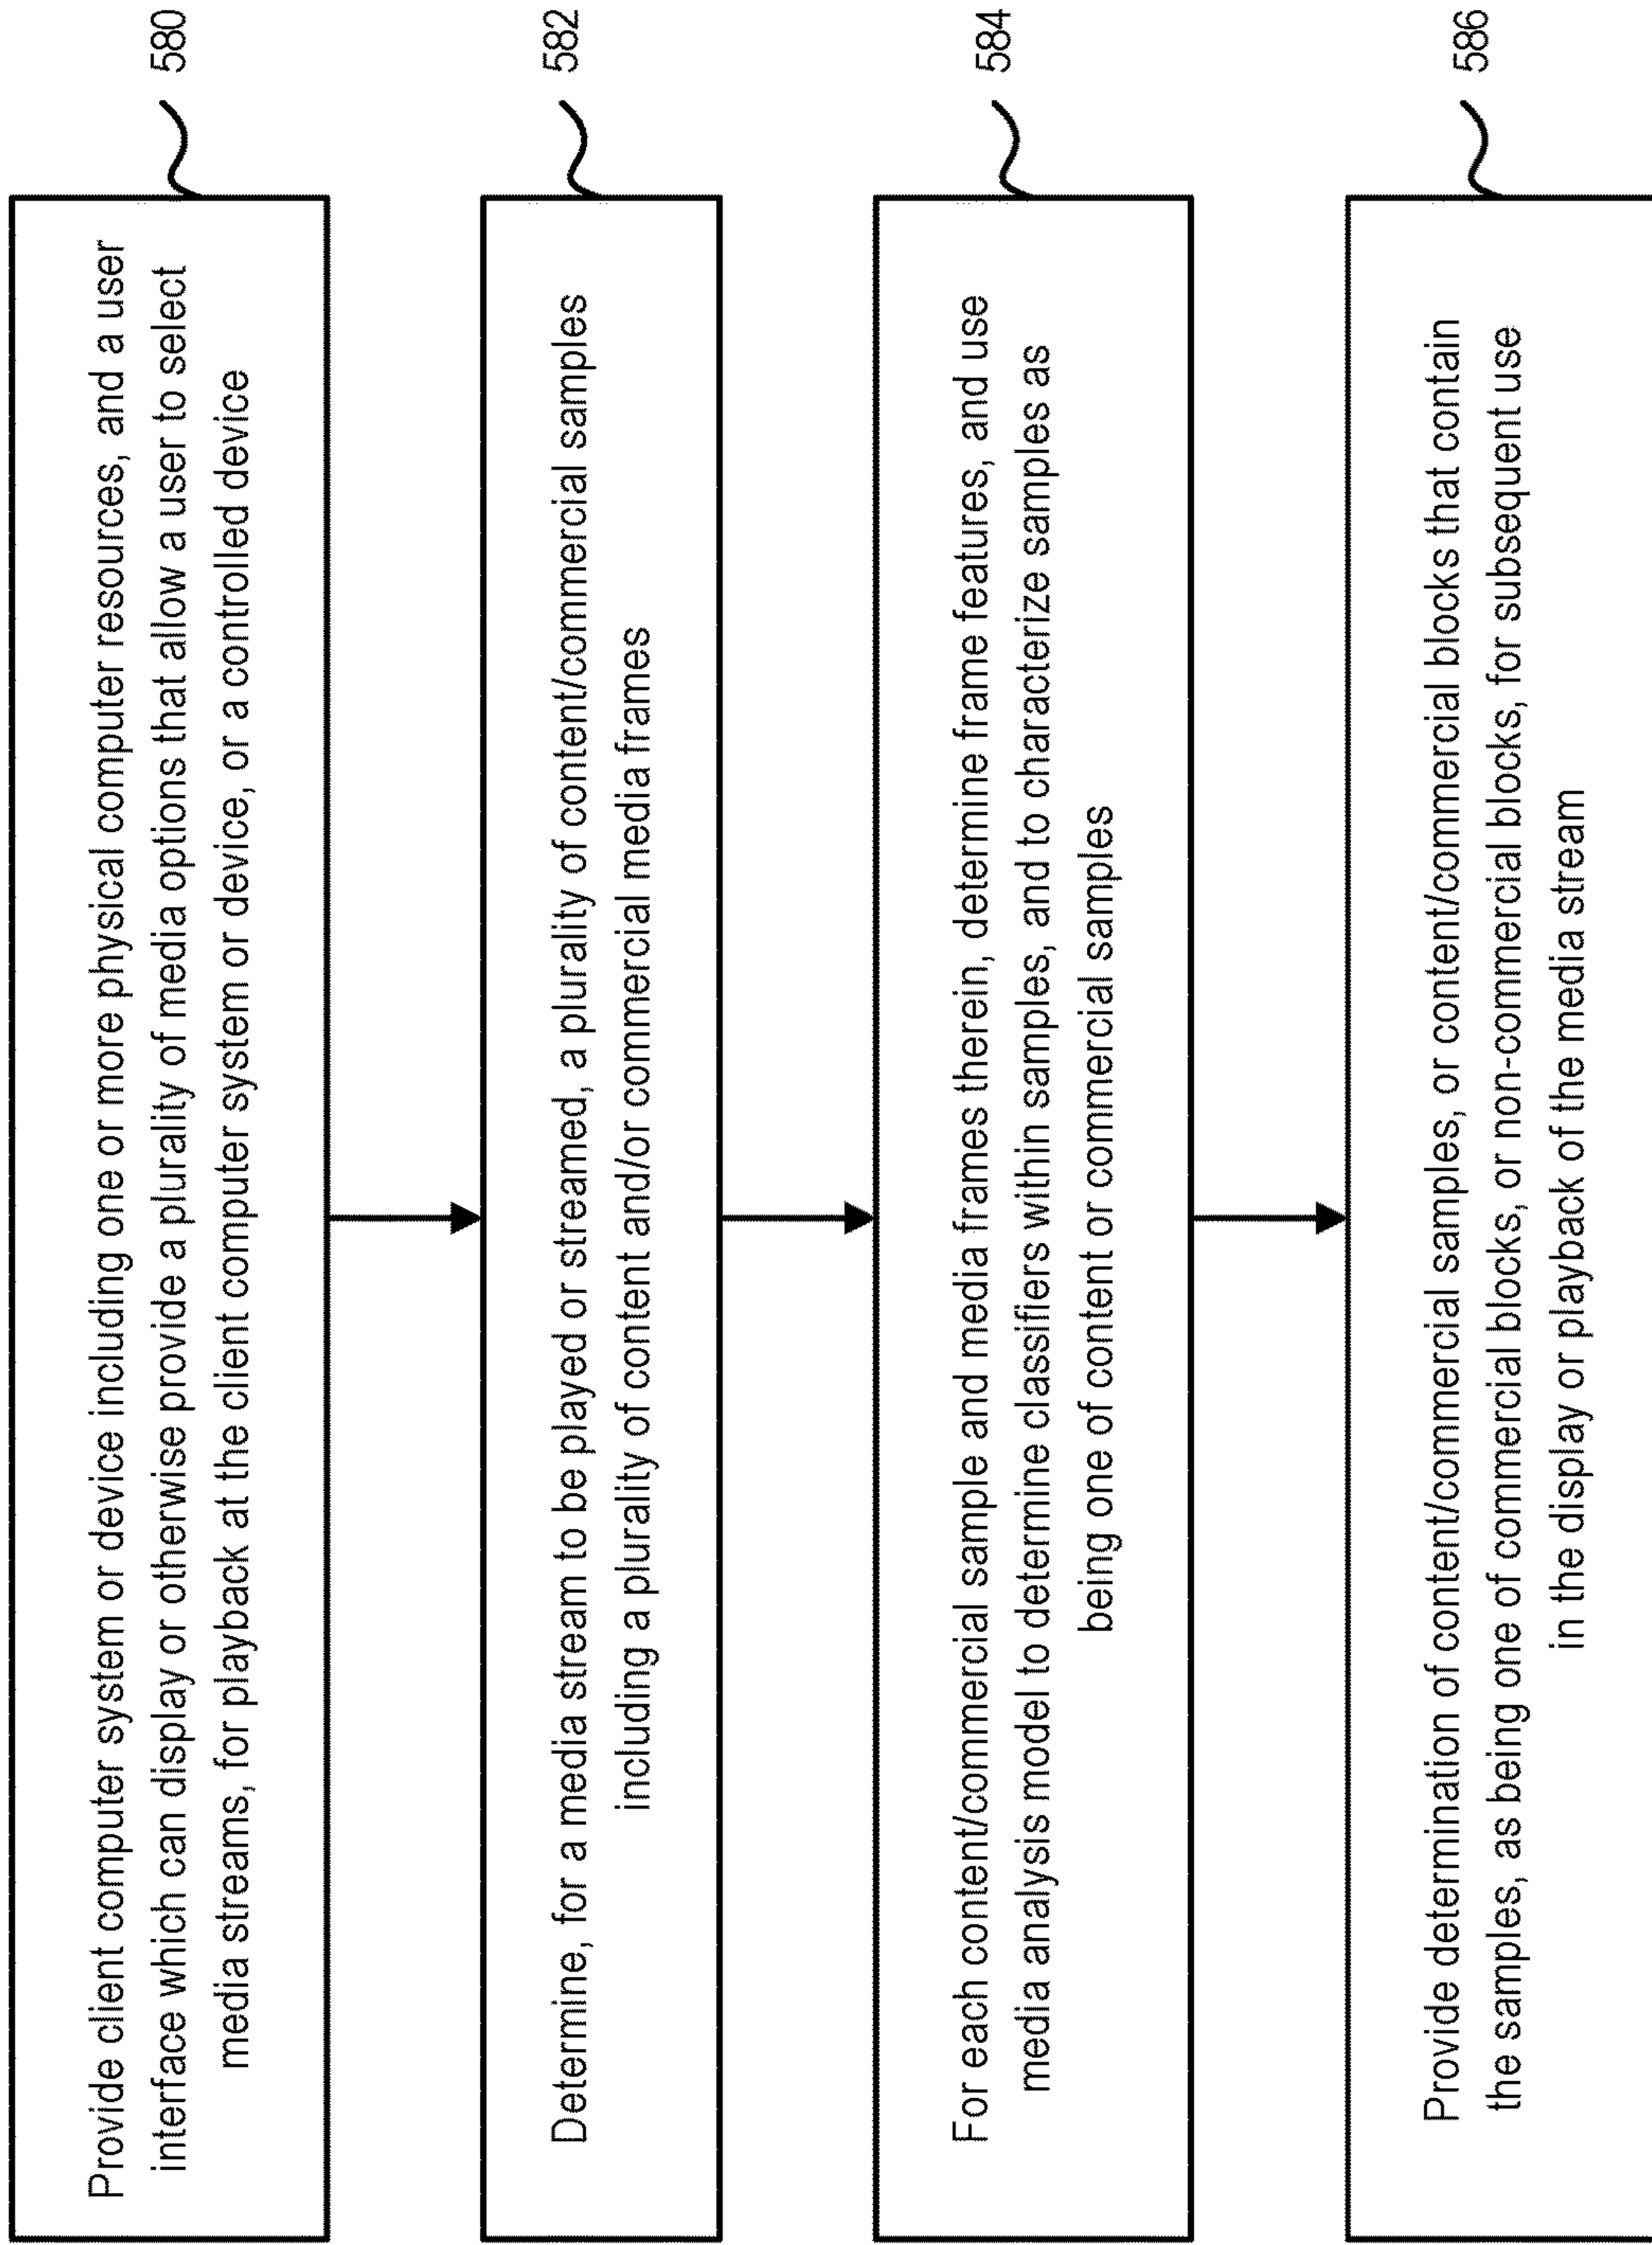 Provide client computer system or device including one or more physical computer resources, and a user
interface which can display or otherwise provide a plurality of media options that allow a user to select
media streams, for playback at the client computer system or device, or a controlled device
580
Determine, for a media stream to be played or streamed, a plurality of content/commercial samples
including a plurality of content and/or commercial media frames
582
For each content/commercial sample and media frames therein, determine frame features, and use
media analysis model to determine classifiers within samples, and to characterize samples as
being one of content or commercial samples
584
Provide determination of content/commercial samples, or content/commercial blocks that contain
the samples, as being one of commercial blocks, or non-commercial blocks, for subsequent use
in the display or playback of the media stream
586